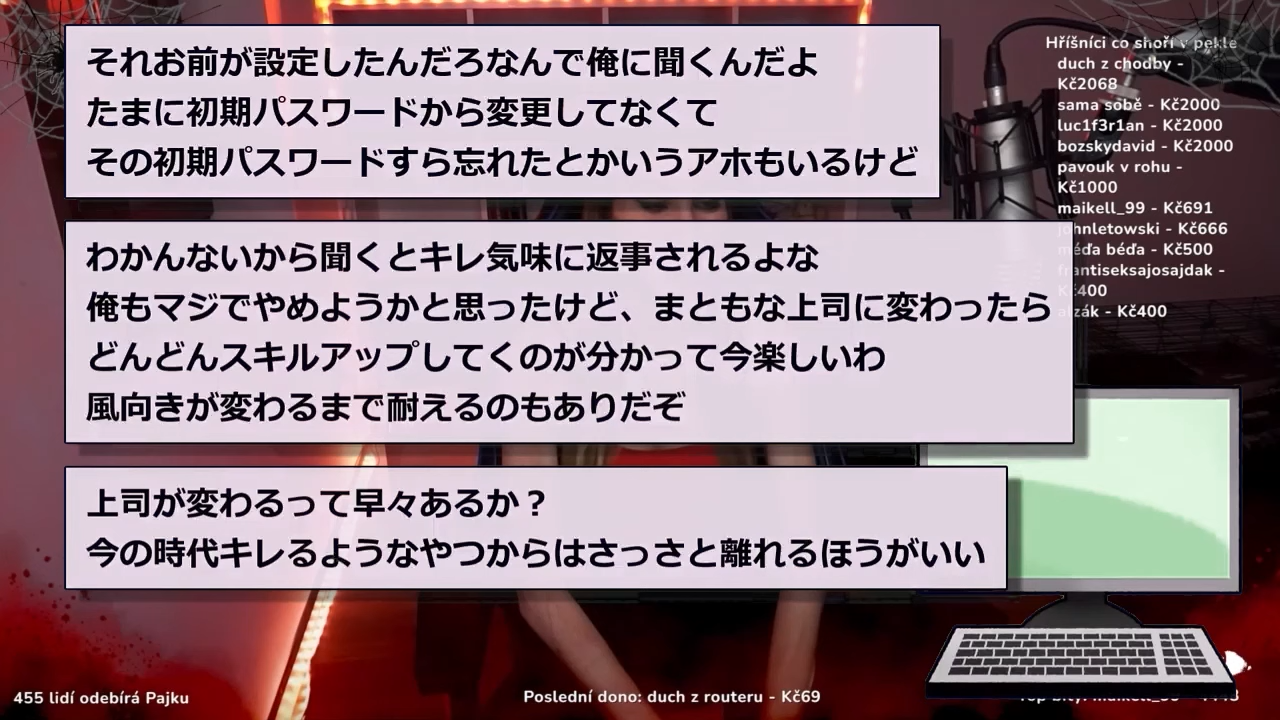 それお前が設定したんだろなんで俺に聞くんだよ
たまに初期パスワードから変更してなくて
その初期パスワードすら忘れたとかいうアホもいるけど
わかんないから聞くとキレ気味に返事されるよな
俺もマジでやめようかと思ったけど、まともな上司に変わったら
どんどんスキルアップしてくのが分かって今楽しいわ
風向きが変わるまで耐えるのもありだぞ
上司が変わるって早々あるか？
今の時代キレるようなやつからはさっさと離れるほうがいい
Hříšníci co shoří v pekle
duch z chodby -
Kč2068
sama sobě - Kč2000
luc1f3r1an - Kč2000
bozskydavid - Kč2000
pavouk v rohu -
Kč1000
maikell_99 - Kč691
johnletowski - Kč666
méďa béďa - Kč500
frantiseksajosajdak -
Kč400
alzák - Kč400
455 lidí odebírá Pajku
Poslední dono: duch z routeru - Kč69